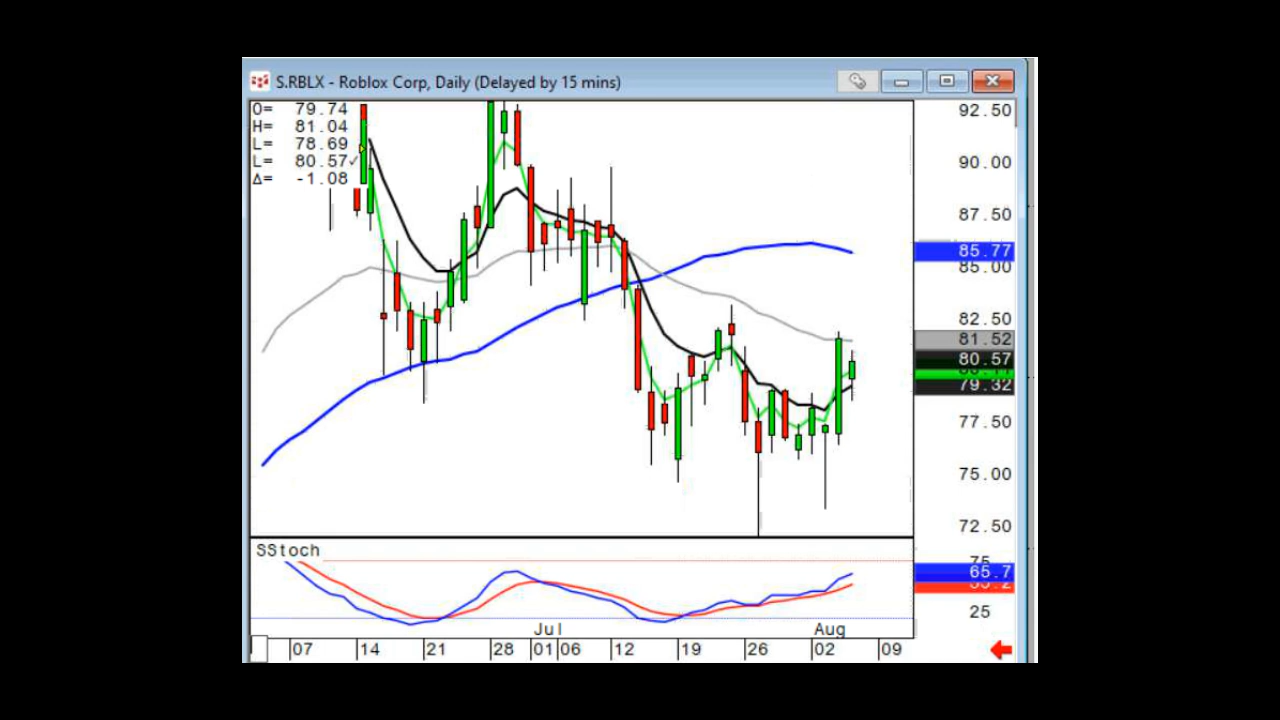 S.RBLX - Roblox Corp, Daily (Delayed by 15 mins)
O= 79.74
H= 81.04
L= 78.69
L= 80.57✓
Δ= -1.08
92.50
90.00
87.50
85.77
85.00
82.50
81.52
80.57
79.32
77.50
75.00
72.50
SStoch
75
65.7
25
Jul Aug
07 14 21 28 01 06 12 19 26 02 09